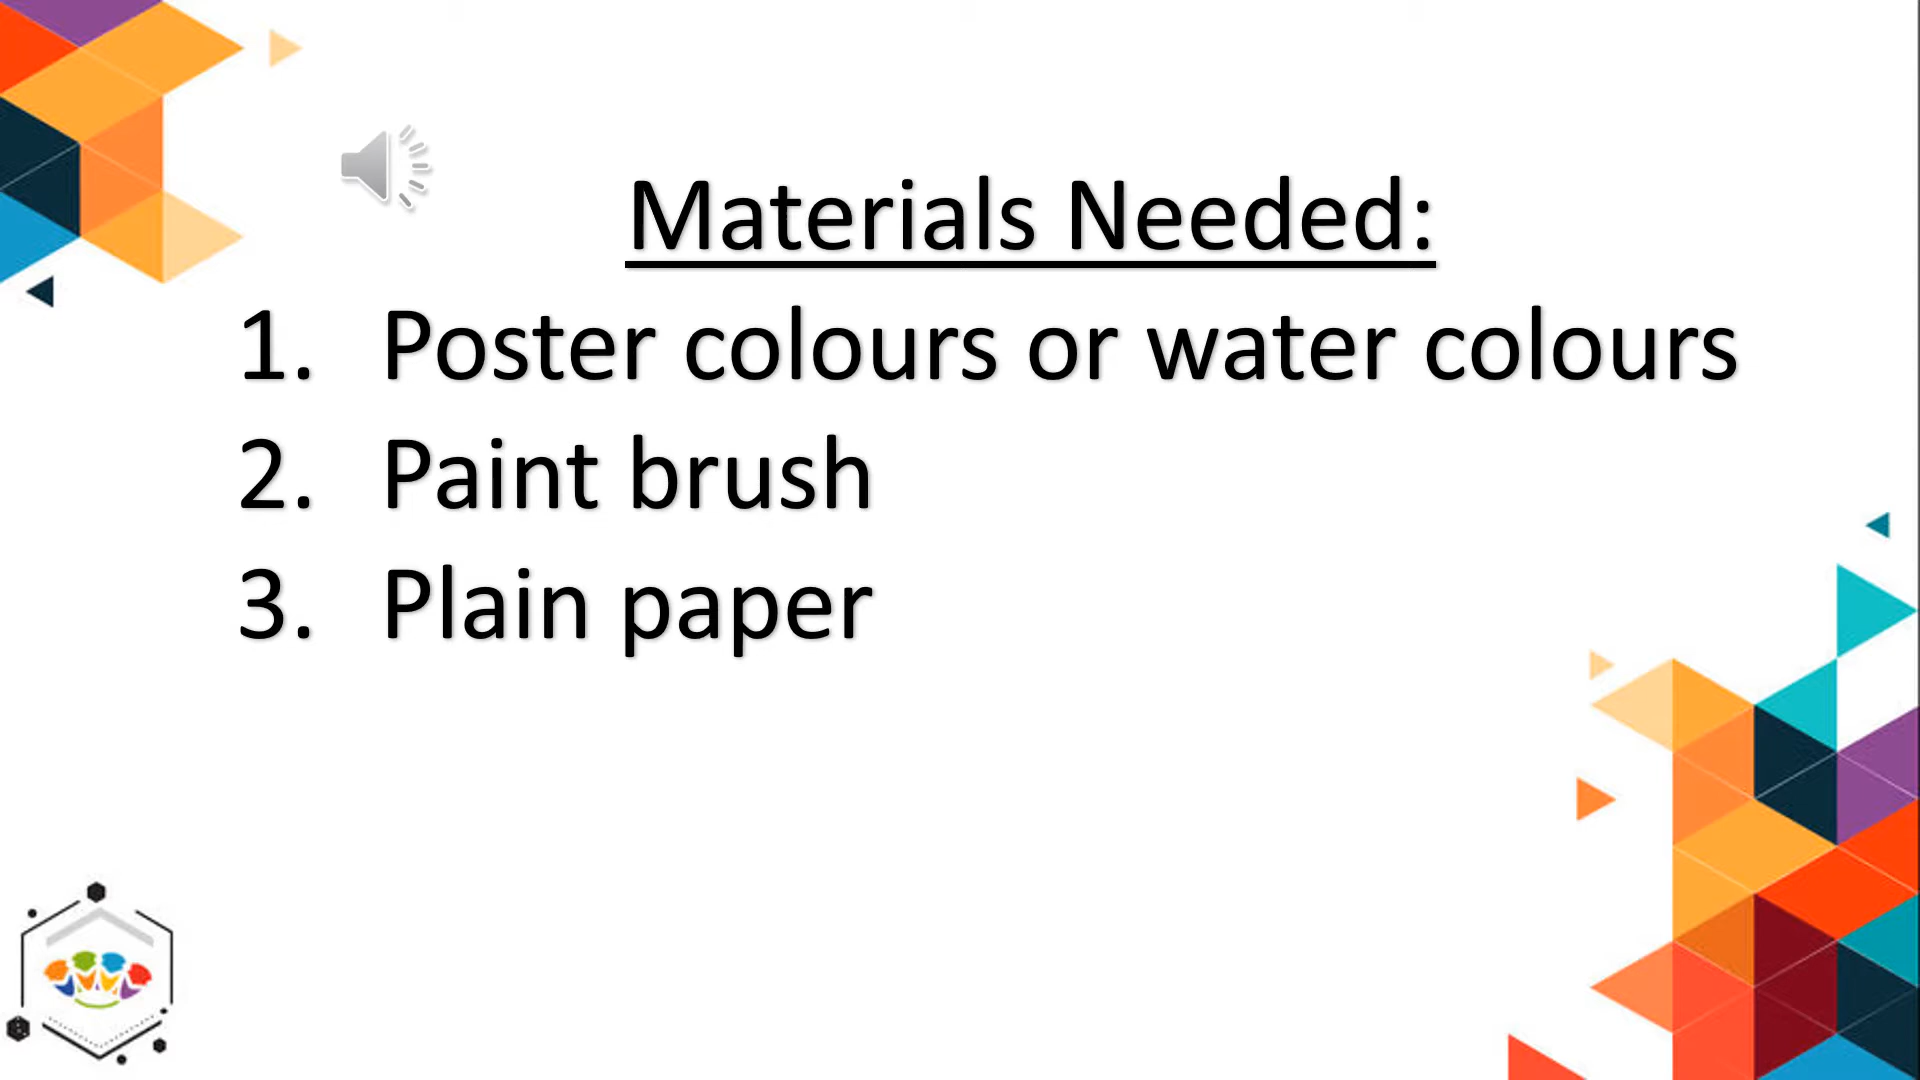 Materials Needed:
1. Poster colours or water colours
2. Paint brush
3. Plain paper